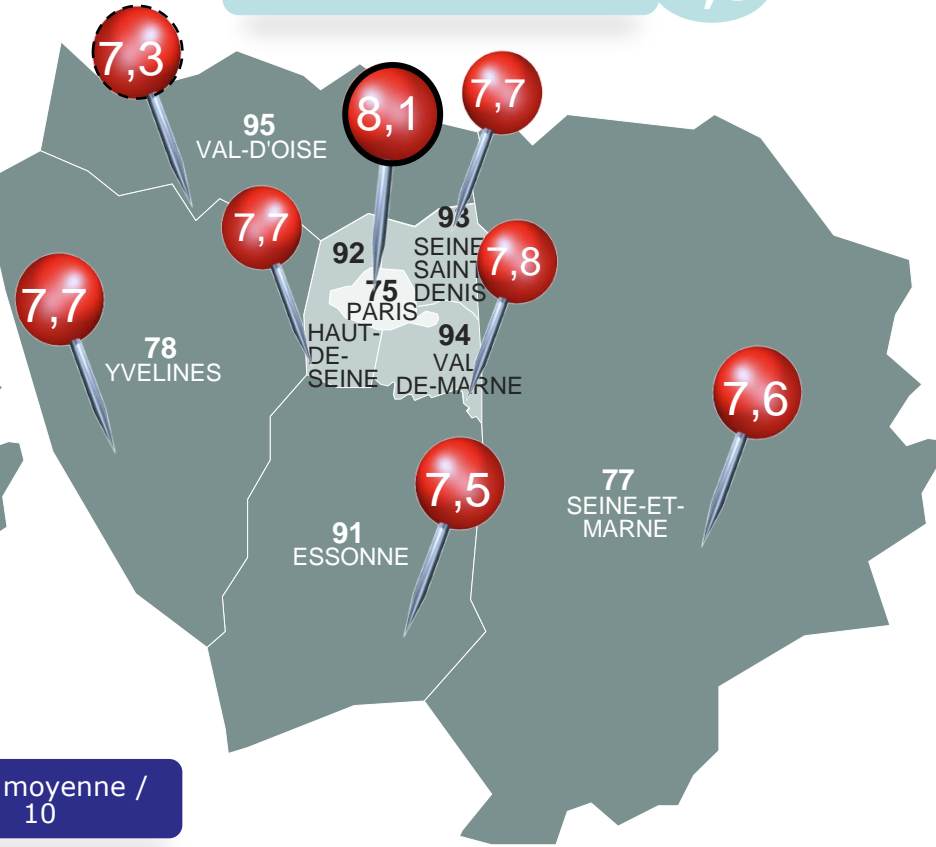 7,3
8,1
7,7
95
VAL-D'OISE
7,7
93
SEINE
SAINT
DENIS
92
7,8
7,7
75
PARIS
HAUT-
DE-
SEINE
94
VAL
DE-MARNE
78
YVELINES
7,6
7,5
77
SEINE-ET-
MARNE
91
ESSONNE
moyenne /
10